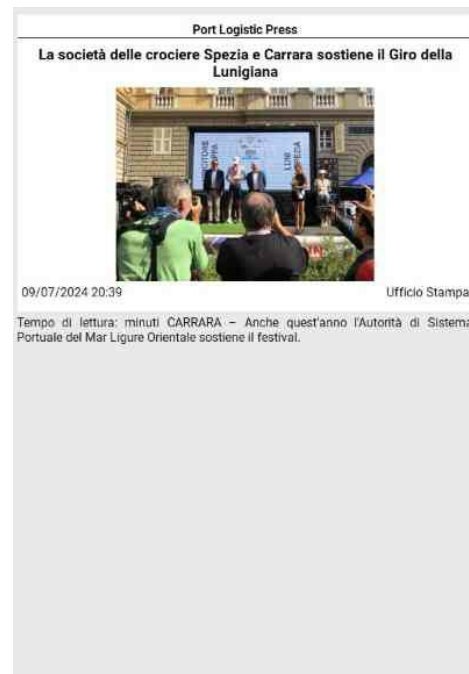 Port Logistic Press
La società delle crociere Spezia e Carrara sostiene il Giro della
Lunigiana
LUNI
09/07/2024 20:39 Ufficio Stampa
Tempo di lettura: minuti CARRARA – Anche quest'anno l'Autorità di Sistema
Portuale del Mar Ligure Orientale sostiene il festival.